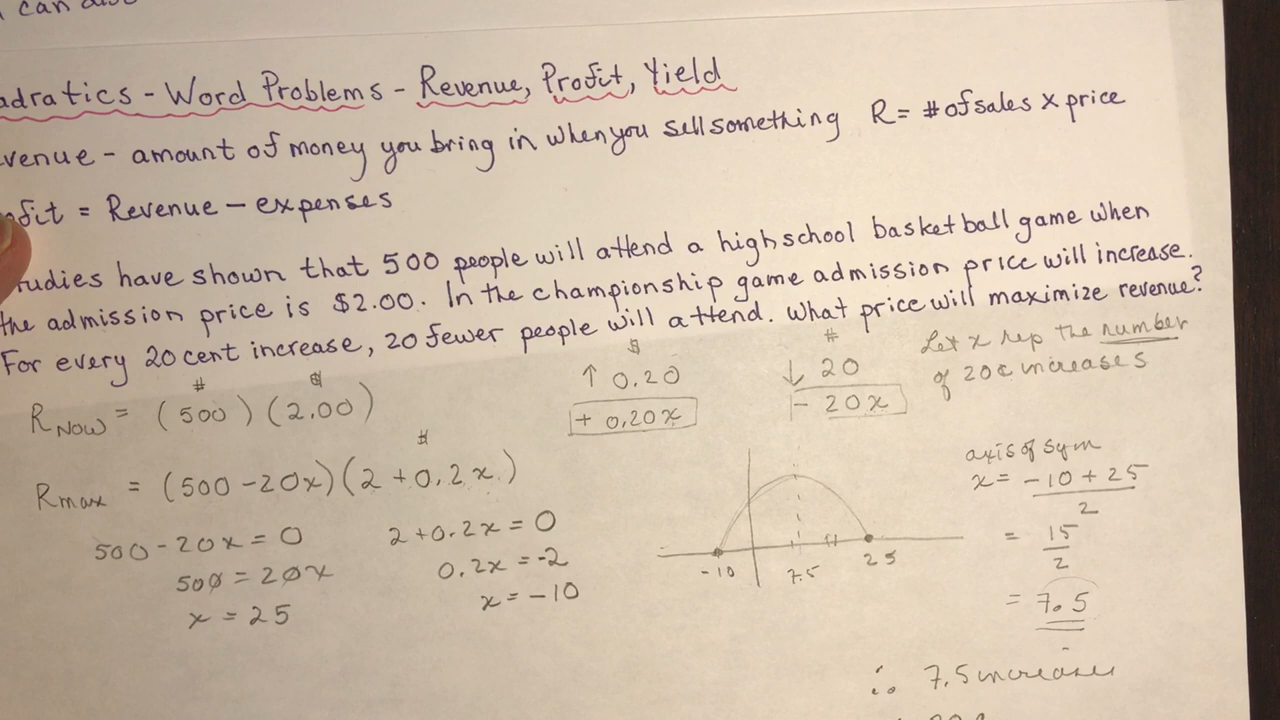 can also
adratics - Word Problems - Revenue, Profit, Yield
venue - amount of money you bring in when you sell something R = # of sales x price
ofit = Revenue - expenses
tudies have shown that 500 people will attend a high school basketball game when
the admission price is $2.00. In the championship game admission price will increase.
For every 20 cent increase, 20 fewer people will attend. What price will maximize revenue?
# $
R NOW = (500)(2.00)
$
↑ 0.20
+ 0.20x
#
↓ 20
- 20x
Let x rep the number
of 20¢ increases
#
Rmax = (500 - 20x)(2 + 0.2x)
500 - 20x = 0
500 = 20x
x = 25
2 + 0.2x = 0
0.2x = -2
x = -10
-10 7.5 25
axis of sym
x = -10 + 25
2
= 15
2
= 7.5
∴ 7.5 increases